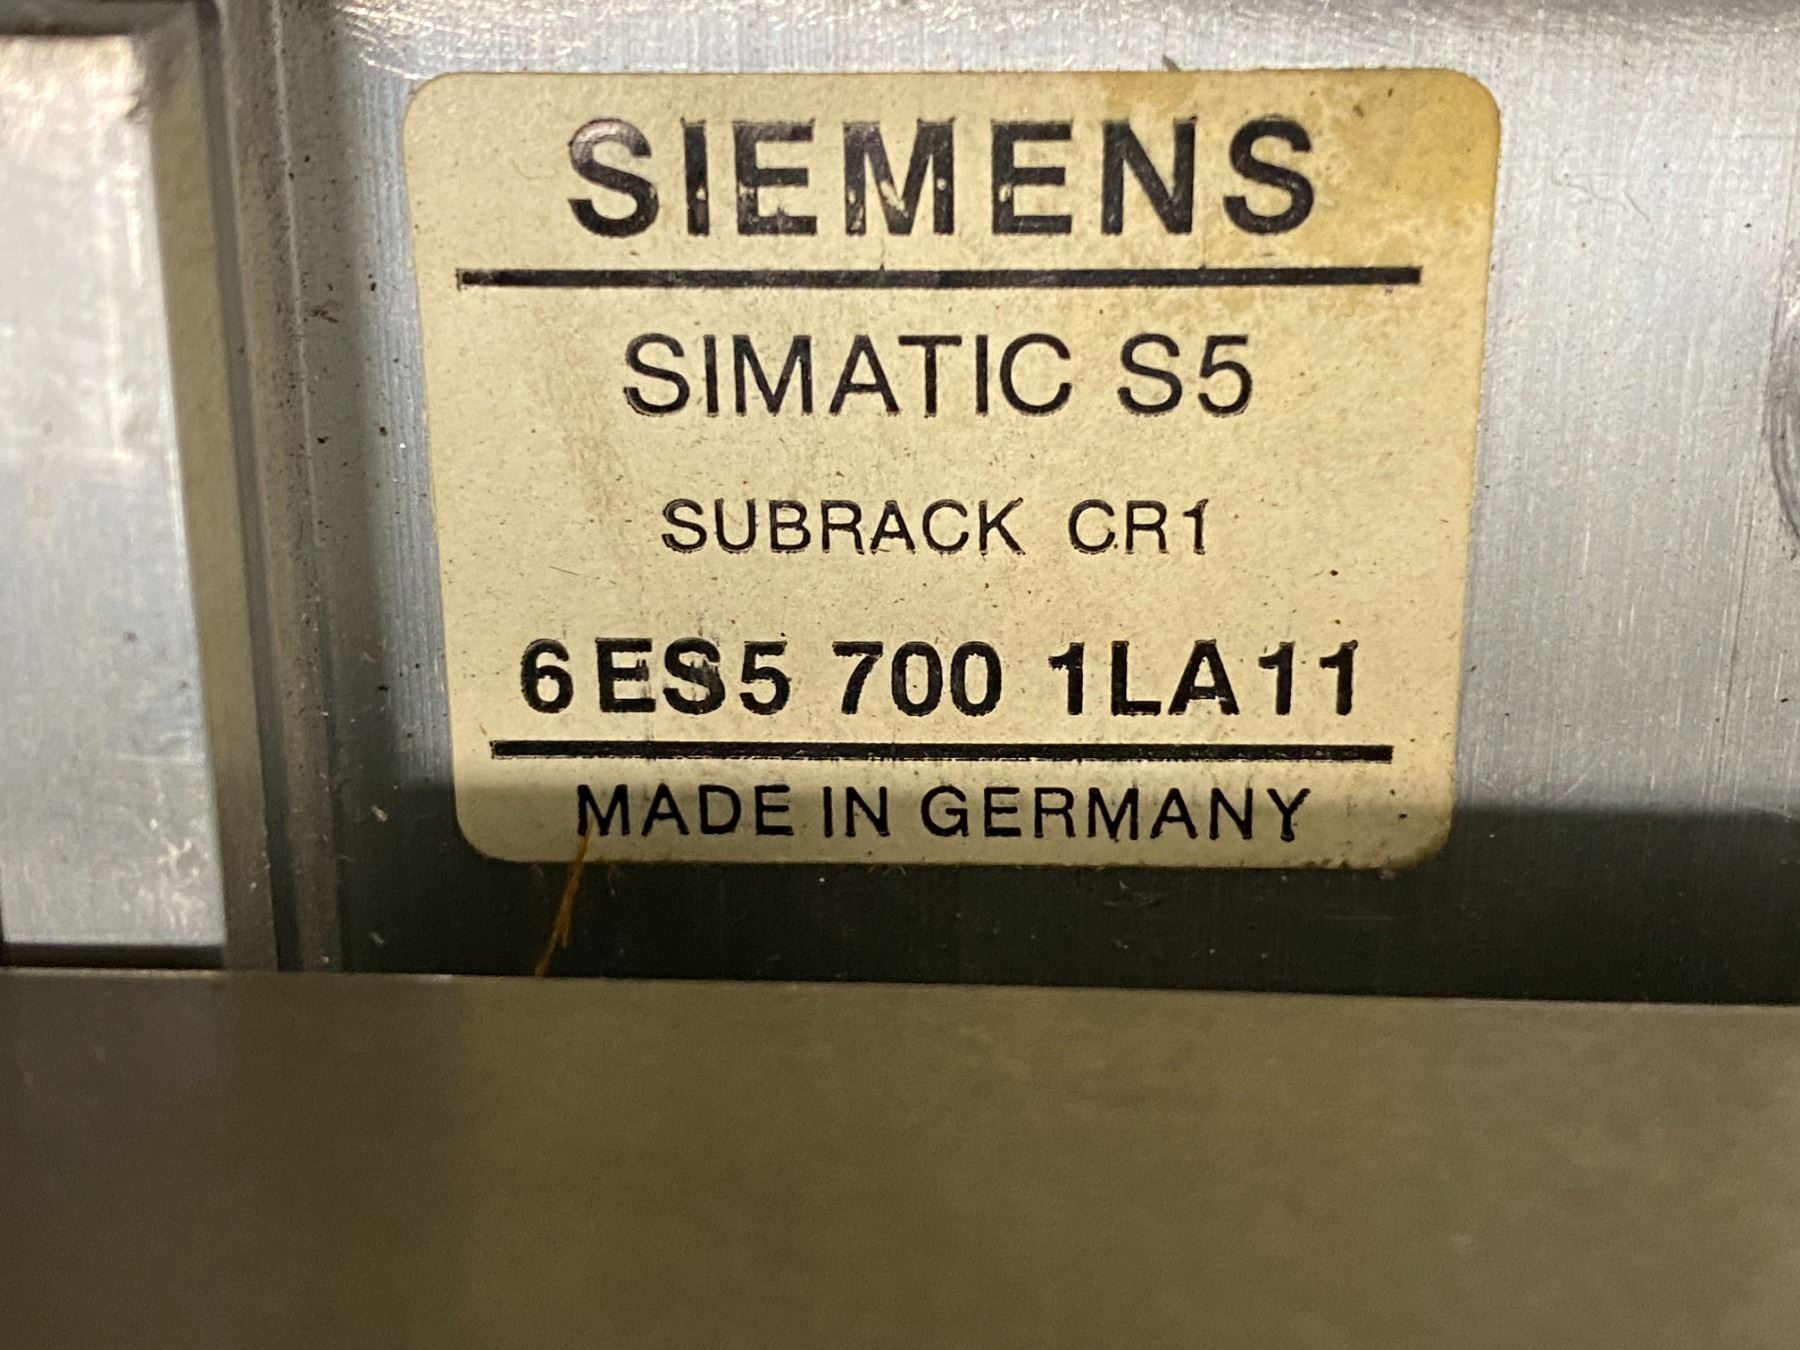 SIEMENS
SIMATIC S5
SUBRACK CR1
6ES5 700 1LA11
MADE IN GERMANY